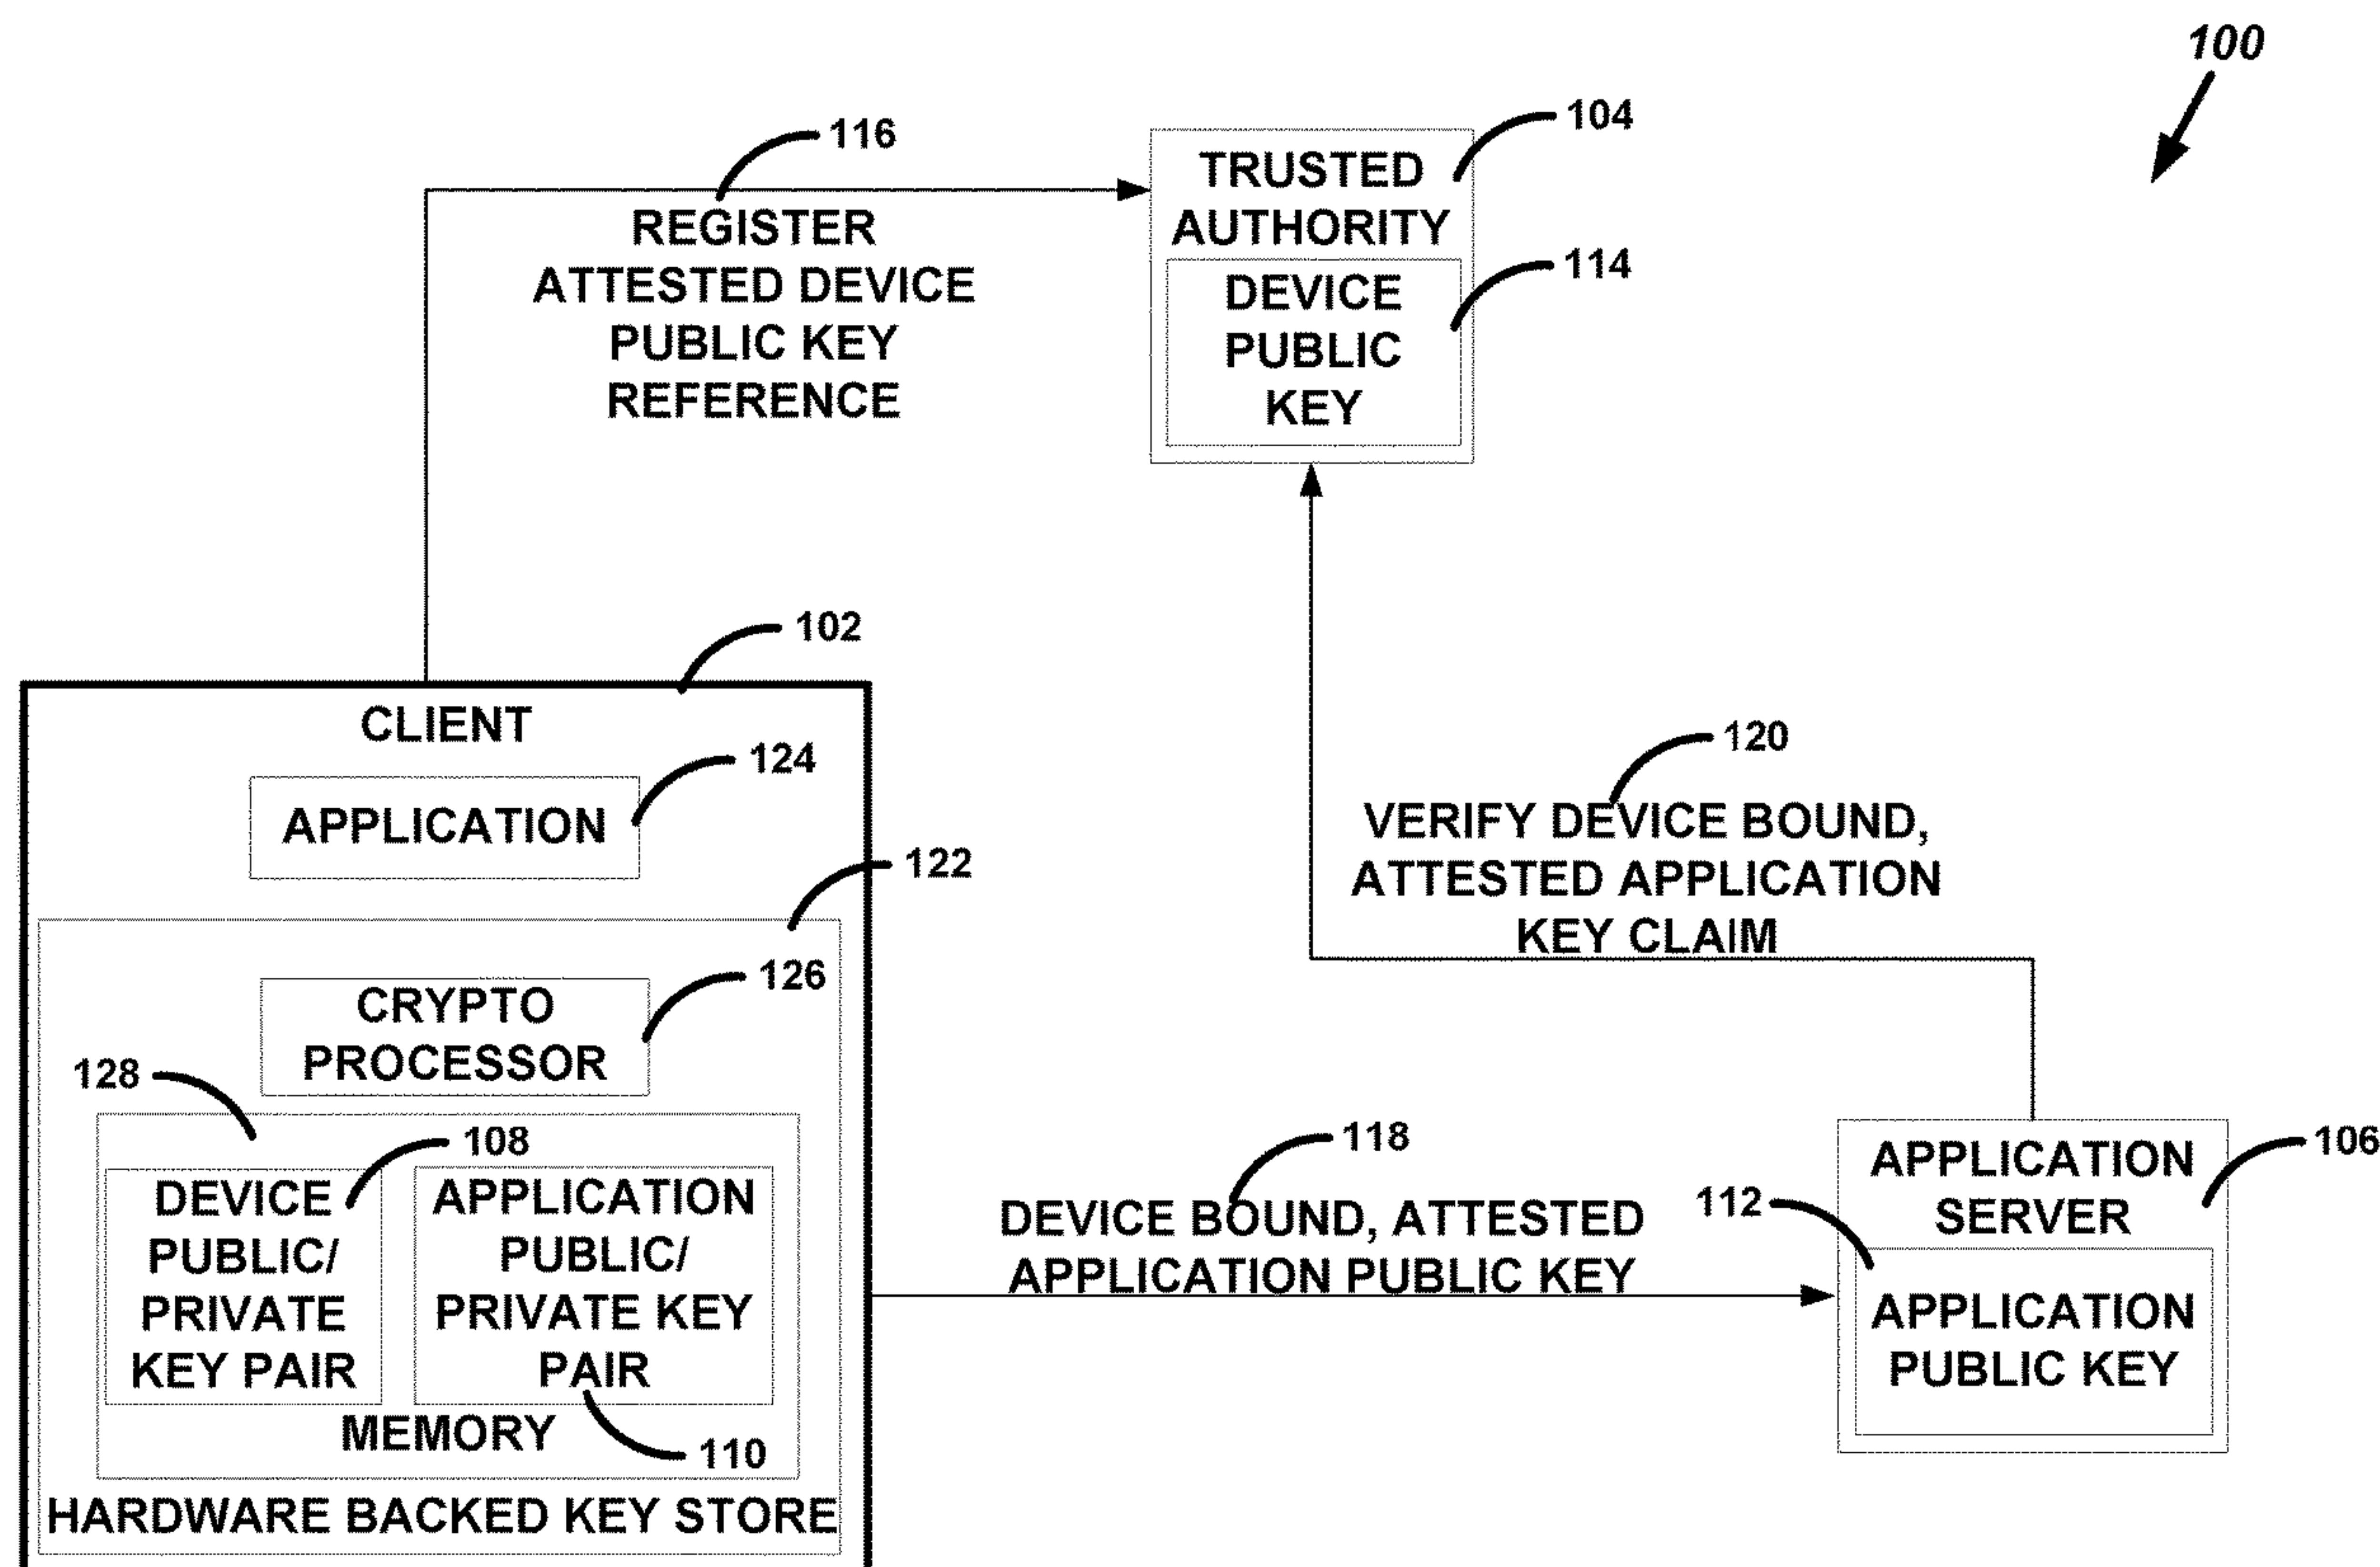 100
116
104
TRUSTED
AUTHORITY
REGISTER
ATTESTED DEVICE
PUBLIC KEY
REFERENCE
114
DEVICE
PUBLIC
KEY
102
CLIENT
124
APPLICATION
122
120
VERIFY DEVICE BOUND,
ATTESTED APPLICATION
KEY CLAIM
126
CRYPTO
PROCESSOR
128
108
DEVICE
PUBLIC/
PRIVATE
KEY PAIR
APPLICATION
PUBLIC/
PRIVATE KEY
PAIR
MEMORY
110
HARDWARE BACKED KEY STORE
118
DEVICE BOUND, ATTESTED
APPLICATION PUBLIC KEY
106
APPLICATION
SERVER
112
APPLICATION
PUBLIC KEY